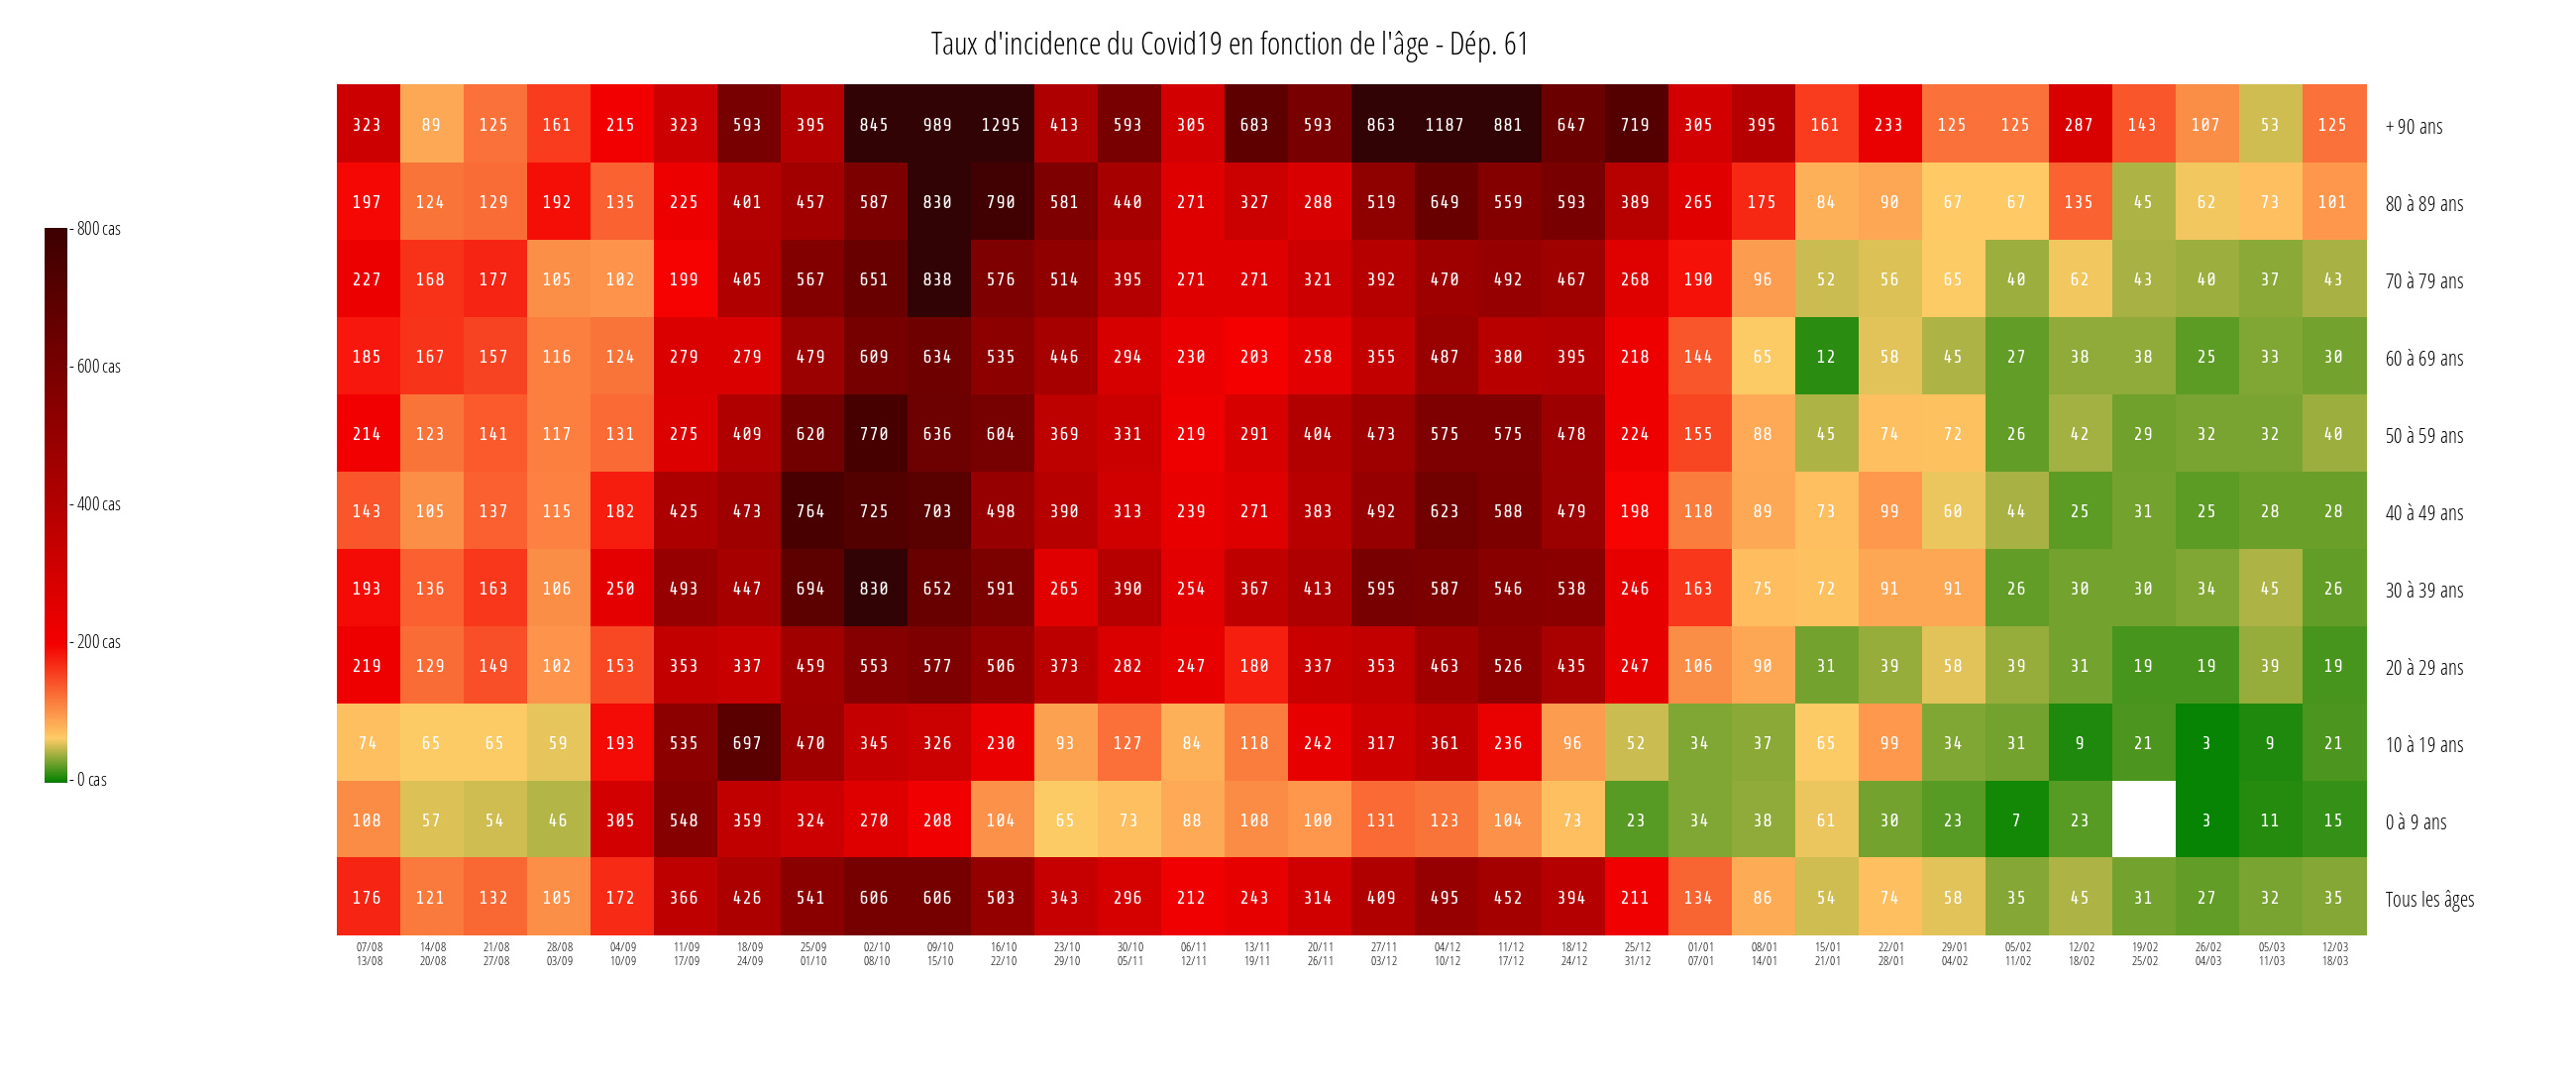 Taux d'incidence du Covid19 en fonction de l'âge - Dép. 61
- 800 cas
- 600 cas
- 400 cas
- 200 cas
- 0 cas
323 89 125 161 215 323 593 395 845 989 1295 413 593 305 683 593 863 1187 881 647 719 305 395 161 233 125 125 287 143 107 53 125 + 90 ans
197 124 129 192 135 225 401 457 587 830 790 581 440 271 327 288 519 649 559 593 389 265 175 84 90 67 67 135 45 62 73 101 80 à 89 ans
227 168 177 105 102 199 405 567 651 838 576 514 395 271 271 321 392 470 492 467 268 190 96 52 56 65 40 62 43 40 37 43 70 à 79 ans
185 167 157 116 124 279 279 479 609 634 535 446 294 230 203 258 355 487 380 395 218 144 65 12 58 45 27 38 38 25 33 30 60 à 69 ans
214 123 141 117 131 275 409 620 770 636 604 369 331 219 291 404 473 575 575 478 224 155 88 45 74 72 26 42 29 32 32 40 50 à 59 ans
143 105 137 115 182 425 473 764 725 703 498 390 313 239 271 383 492 623 588 479 198 118 89 73 99 60 44 25 31 25 28 28 40 à 49 ans
193 136 163 106 250 493 447 694 830 652 591 265 390 254 367 413 595 587 546 538 246 163 75 72 91 91 26 30 30 34 45 26 30 à 39 ans
219 129 149 102 153 353 337 459 553 577 506 373 282 247 180 337 353 463 526 435 247 106 90 31 39 58 39 31 19 19 39 19 20 à 29 ans
74 65 65 59 193 535 697 470 345 326 230 93 127 84 118 242 317 361 236 96 52 34 37 65 99 34 31 9 21 3 9 21 10 à 19 ans
108 57 54 46 305 548 359 324 270 208 104 65 73 88 108 100 131 123 104 73 23 34 38 61 30 23 7 23 3 11 15 0 à 9 ans
176 121 132 105 172 366 426 541 606 606 503 343 296 212 243 314 409 495 452 394 211 134 86 54 74 58 35 45 31 27 32 35 Tous les âges
07/08 14/08 21/08 28/08 04/09 11/09 18/09 25/09 02/10 09/10 16/10 23/10 30/10 06/11 13/11 20/11 27/11 04/12 11/12 18/12 25/12 01/01 08/01 15/01 22/01 29/01 05/02 12/02 19/02 26/02 05/03 12/03
13/08 20/08 27/08 03/09 10/09 17/09 24/09 01/10 08/10 15/10 22/10 29/10 05/11 12/11 19/11 26/11 03/12 10/12 17/12 24/12 31/12 07/01 14/01 21/01 28/01 04/02 11/02 18/02 25/02 04/03 11/03 18/03